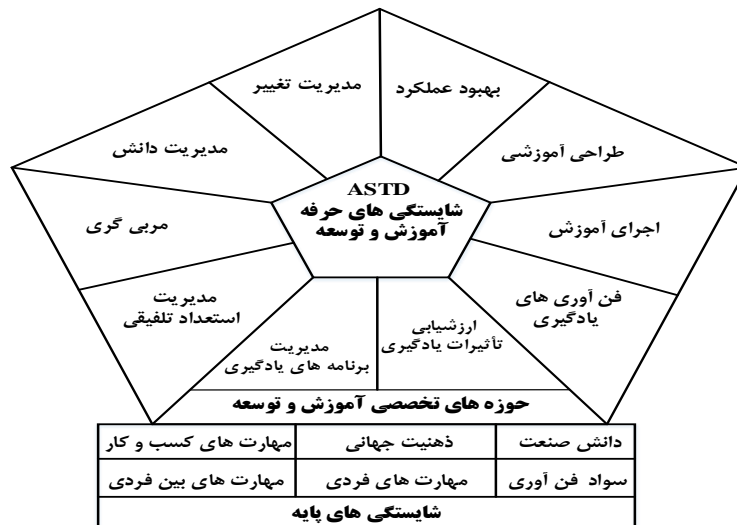 بهبود عملکرد
مدیریت تغییر
طراحی آموزشی
مدیریت دانش
ASTD
شایستگی های حرفه
آموزش و توسعه
اجرای آموزش
مربی گری
فن آوری های
یادگیری
مدیریت
استعداد تلفیقی
ارزشیابی
تأثیرات یادگیری
مدیریت
برنامه های یادگیری
حوزه های تخصصی آموزش و توسعه
دانش صنعت
ذهنیت جهانی
مهارت های کسب و کار
سواد فن آوری
مهارت های فردی
مهارت های بین فردی
شایستگی های پایه